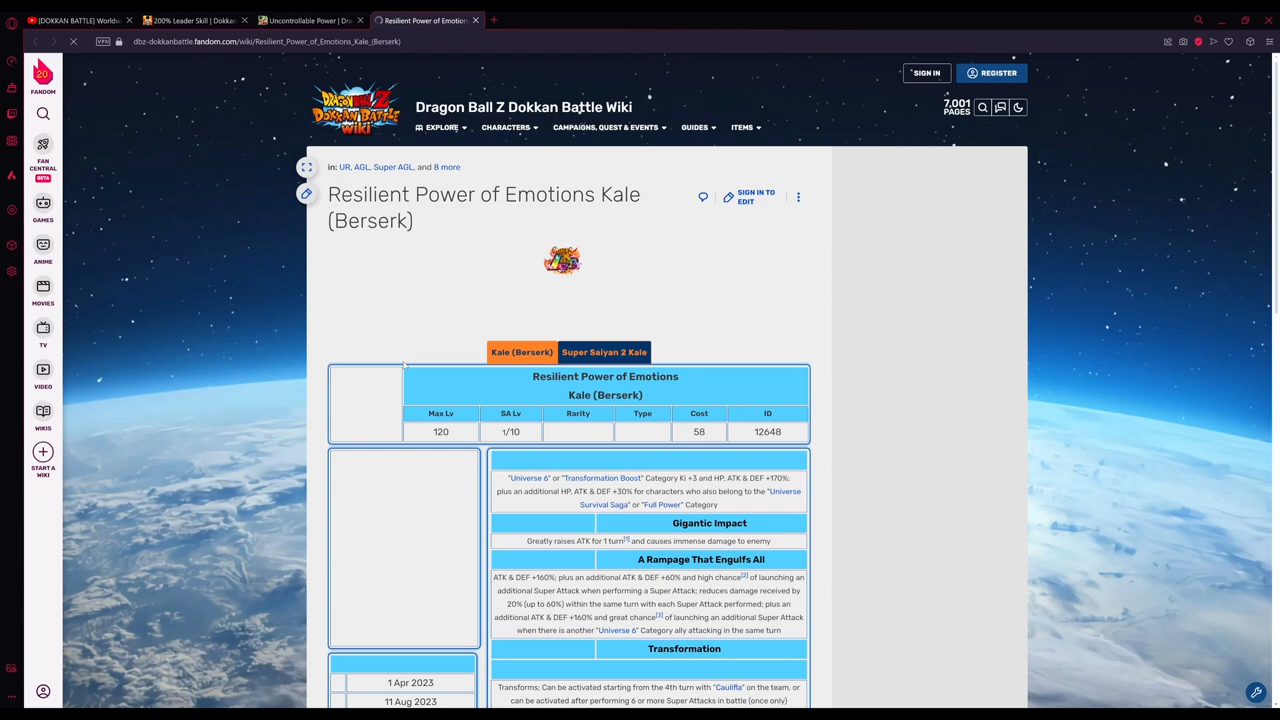 [DOKKAN BATTLE] Worldw
200% Leader Skill | Dokkan
Uncontrollable Power | Dra
Resilient Power of Emotion
VPN
dbz-dokkanbattle.fandom.com/wiki/Resilient_Power_of_Emotions_Kale_(Berserk)
20
FANDOM
FAN
CENTRAL
BETA
GAMES
ANIME
MOVIES
TV
VIDEO
WIKIS
START A
WIKI
SIGN IN
REGISTER
DRAGON BALL Z
DOKKAN BATTLE
WIKI
Dragon Ball Z Dokkan Battle Wiki
7,001
PAGES
EXPLORE
CHARACTERS
CAMPAIGNS, QUEST & EVENTS
GUIDES
ITEMS
in: UR, AGL, Super AGL, and 8 more
Resilient Power of Emotions Kale
(Berserk)
SIGN IN TO
EDIT
Kale (Berserk)
Super Saiyan 2 Kale
Resilient Power of Emotions
Kale (Berserk)
Max Lv
SA Lv
Rarity
Type
Cost
ID
120
1/10
58
12648
"Universe 6" or "Transformation Boost" Category Ki +3 and HP, ATK & DEF +170%;
plus an additional HP, ATK & DEF +30% for characters who also belong to the "Universe
Survival Saga" or "Full Power" Category
Gigantic Impact
Greatly raises ATK for 1 turn[1] and causes immense damage to enemy
A Rampage That Engulfs All
ATK & DEF +160%; plus an additional ATK & DEF +60% and high chance[2] of launching an
additional Super Attack when performing a Super Attack; reduces damage received by
20% (up to 60%) within the same turn with each Super Attack performed; plus an
additional ATK & DEF +160% and great chance[3] of launching an additional Super Attack
when there is another "Universe 6" Category ally attacking in the same turn
Transformation
Transforms; Can be activated starting from the 4th turn with "Caulifla" on the team, or
can be activated after performing 6 or more Super Attacks in battle (once only)
1 Apr 2023
11 Aug 2023